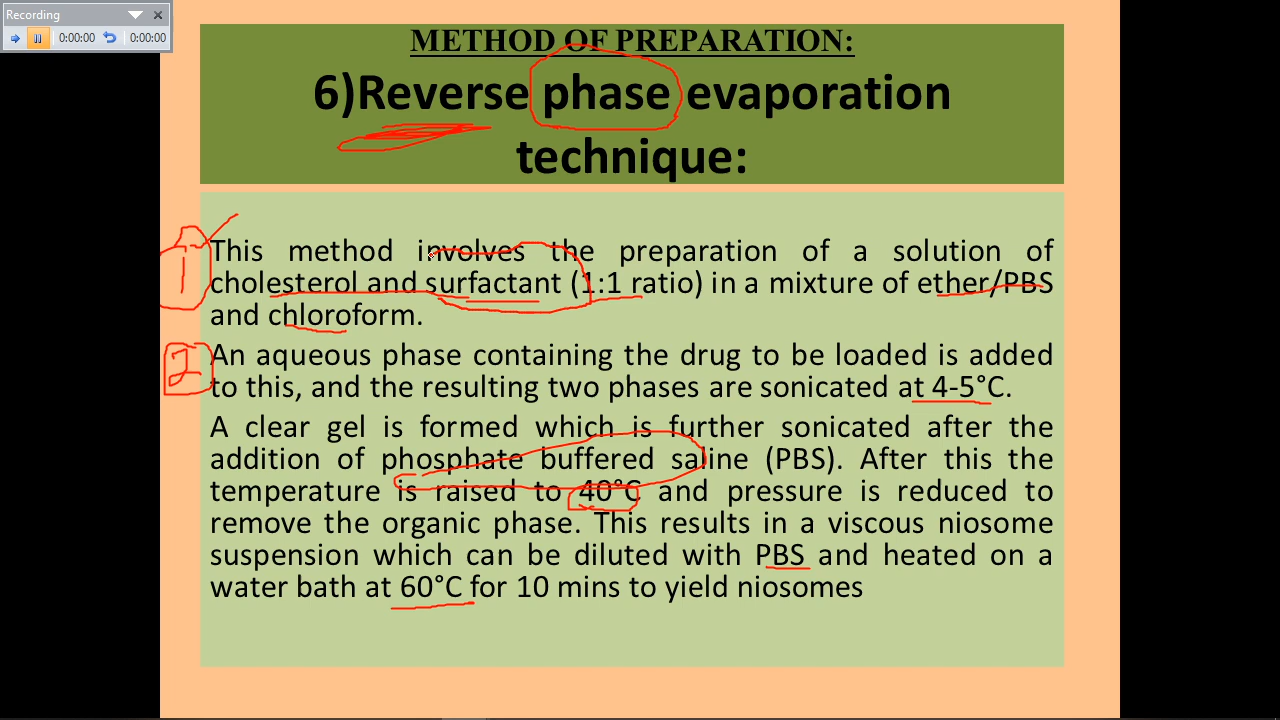 Recording
0:00:00 0:00:00
METHOD OF PREPARATION:
6)Reverse phase evaporation
technique:
1
This method involves the preparation of a solution of
cholesterol and surfactant (1:1 ratio) in a mixture of ether/PBS
and chloroform.
2
An aqueous phase containing the drug to be loaded is added
to this, and the resulting two phases are sonicated at 4-5°C.
A clear gel is formed which is further sonicated after the
addition of phosphate buffered saline (PBS). After this the
temperature is raised to 40°C and pressure is reduced to
remove the organic phase. This results in a viscous niosome
suspension which can be diluted with PBS and heated on a
water bath at 60°C for 10 mins to yield niosomes